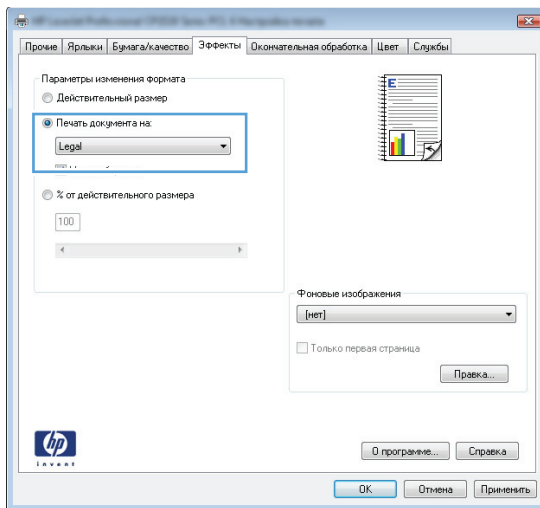 Прочие Ярлыки Бумага/качество Эффекты Окончательная обработка Цвет Службы
Параметры изменения формата
Действительный размер
Печать документа на:
Legal
% от действительного размера
100
E
Фоновые изображения
[нет]
Только первая страница
Правка...
hp
invent
О программе... Справка
OK Отмена Применить